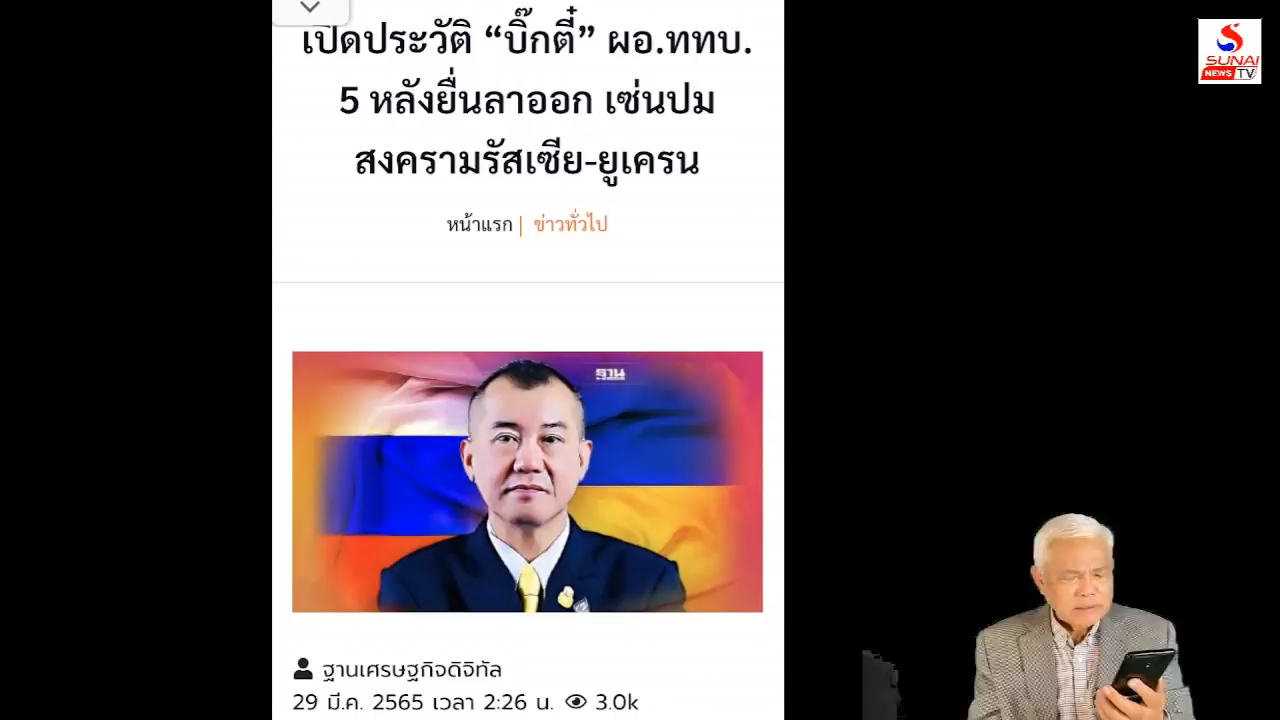 เปิดประวัติ “บิ๊กตี๋” ผอ.ททบ.
5 หลังยื่นลาออก เซ่นปม
สงครามรัสเซีย-ยูเครน
หน้าแรก | ข่าวทั่วไป
ฐาน
ฐานเศรษฐกิจดิจิทัล
29 มี.ค. 2565 เวลา 2:26 น. 3.0k
SUNAI
NEWS TV